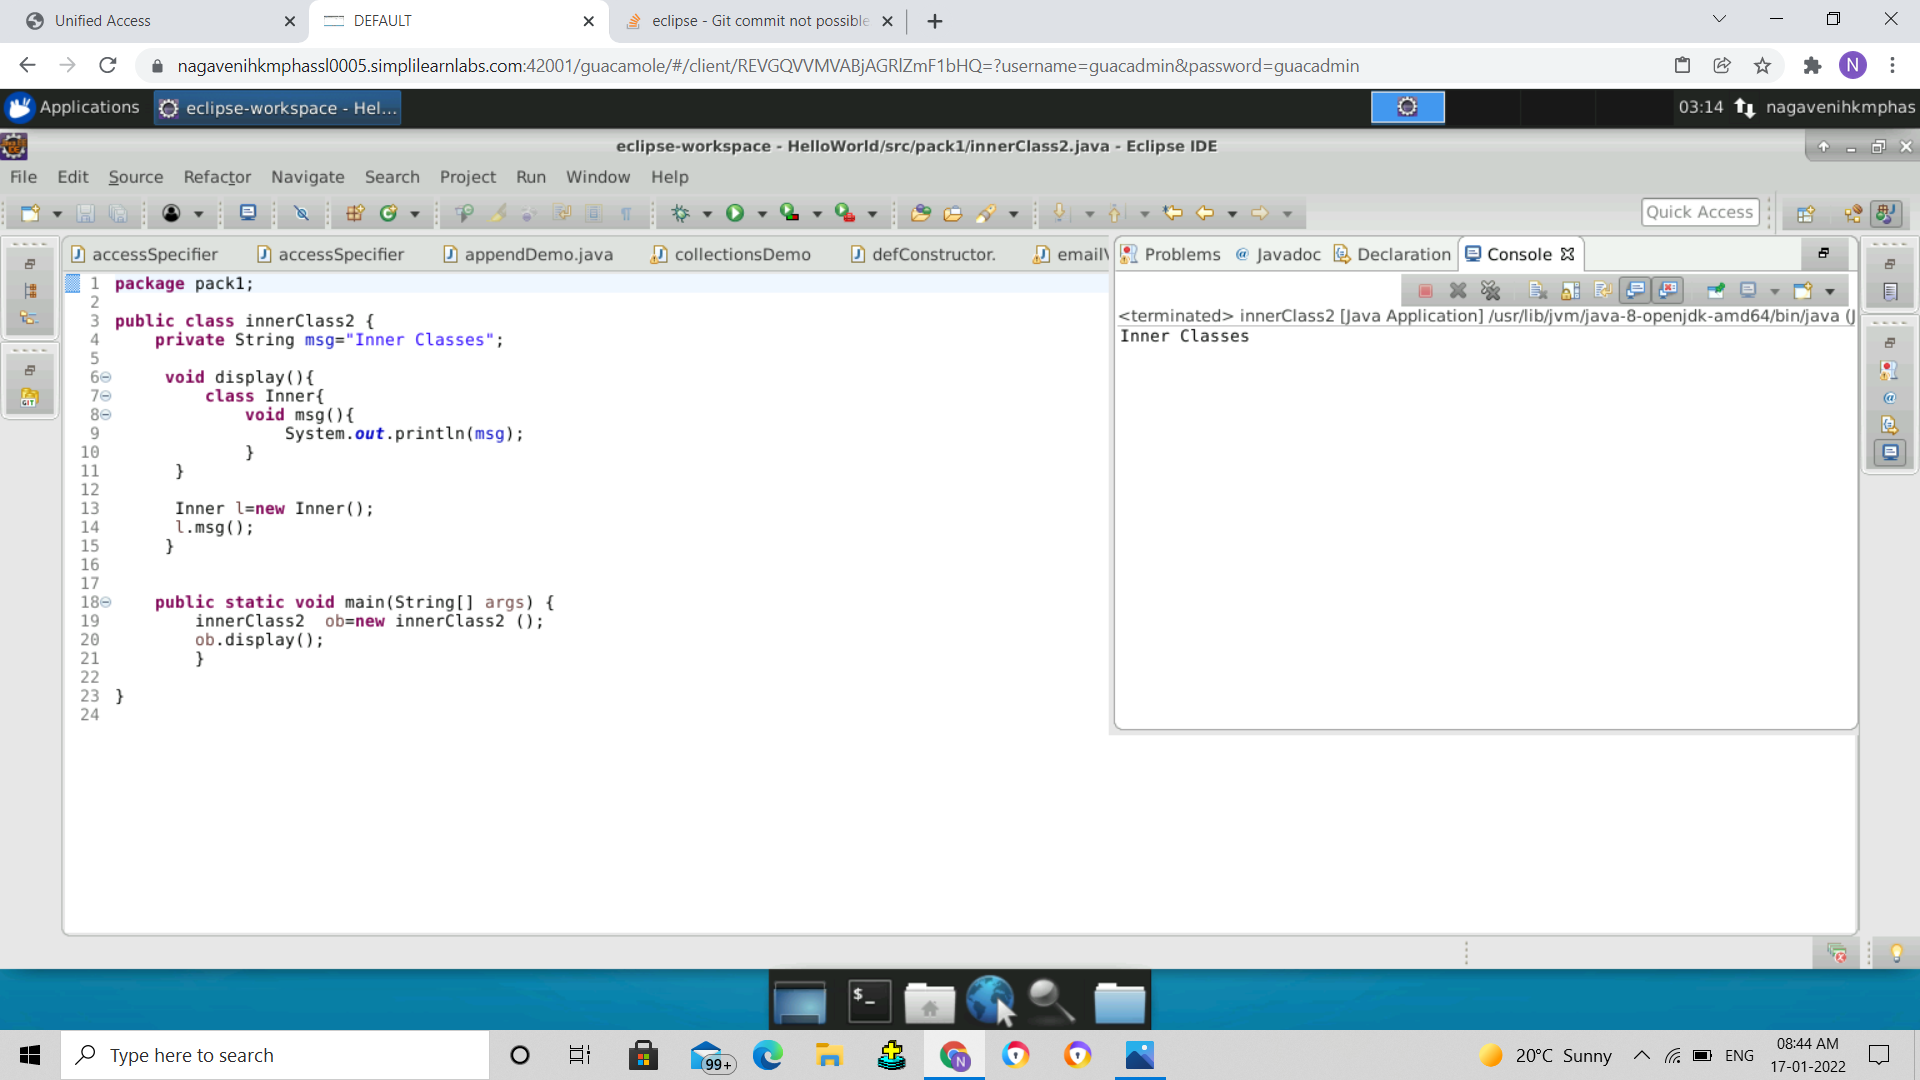 Unified Access
DEFAULT
eclipse - Git commit not possible
nagavenihkmphassl0005.simplilearnlabs.com:42001/guacamole/#/client/REVGQVVMVABjAGRlZmF1bHQ=?username=guacadmin&password=guacadmin
N
Applications
eclipse-workspace - Hel...
03:14
nagavenihkmphas
eclipse-workspace - HelloWorld/src/pack1/innerClass2.java - Eclipse IDE
File Edit Source Refactor Navigate Search Project Run Window Help
Quick Access
accessSpecifier accessSpecifier appendDemo.java collectionsDemo defConstructor. emailV
Problems @ Javadoc Declaration Console
<terminated> innerClass2 [Java Application] /usr/lib/jvm/java-8-openjdk-amd64/bin/java (J
Inner Classes
1 package pack1;
2
3 public class innerClass2 {
4 private String msg="Inner Classes";
5
6 void display(){
7 class Inner{
8 void msg(){
9 System.out.println(msg);
10 }
11 }
12
13 Inner l=new Inner();
14 l.msg();
15 }
16
17
18 public static void main(String[] args) {
19 innerClass2  ob=new innerClass2 ();
20 ob.display();
21 }
22
23 }
24
GIT
@
$_
Type here to search
99+
N
20°C Sunny
ENG
08:44 AM
17-01-2022